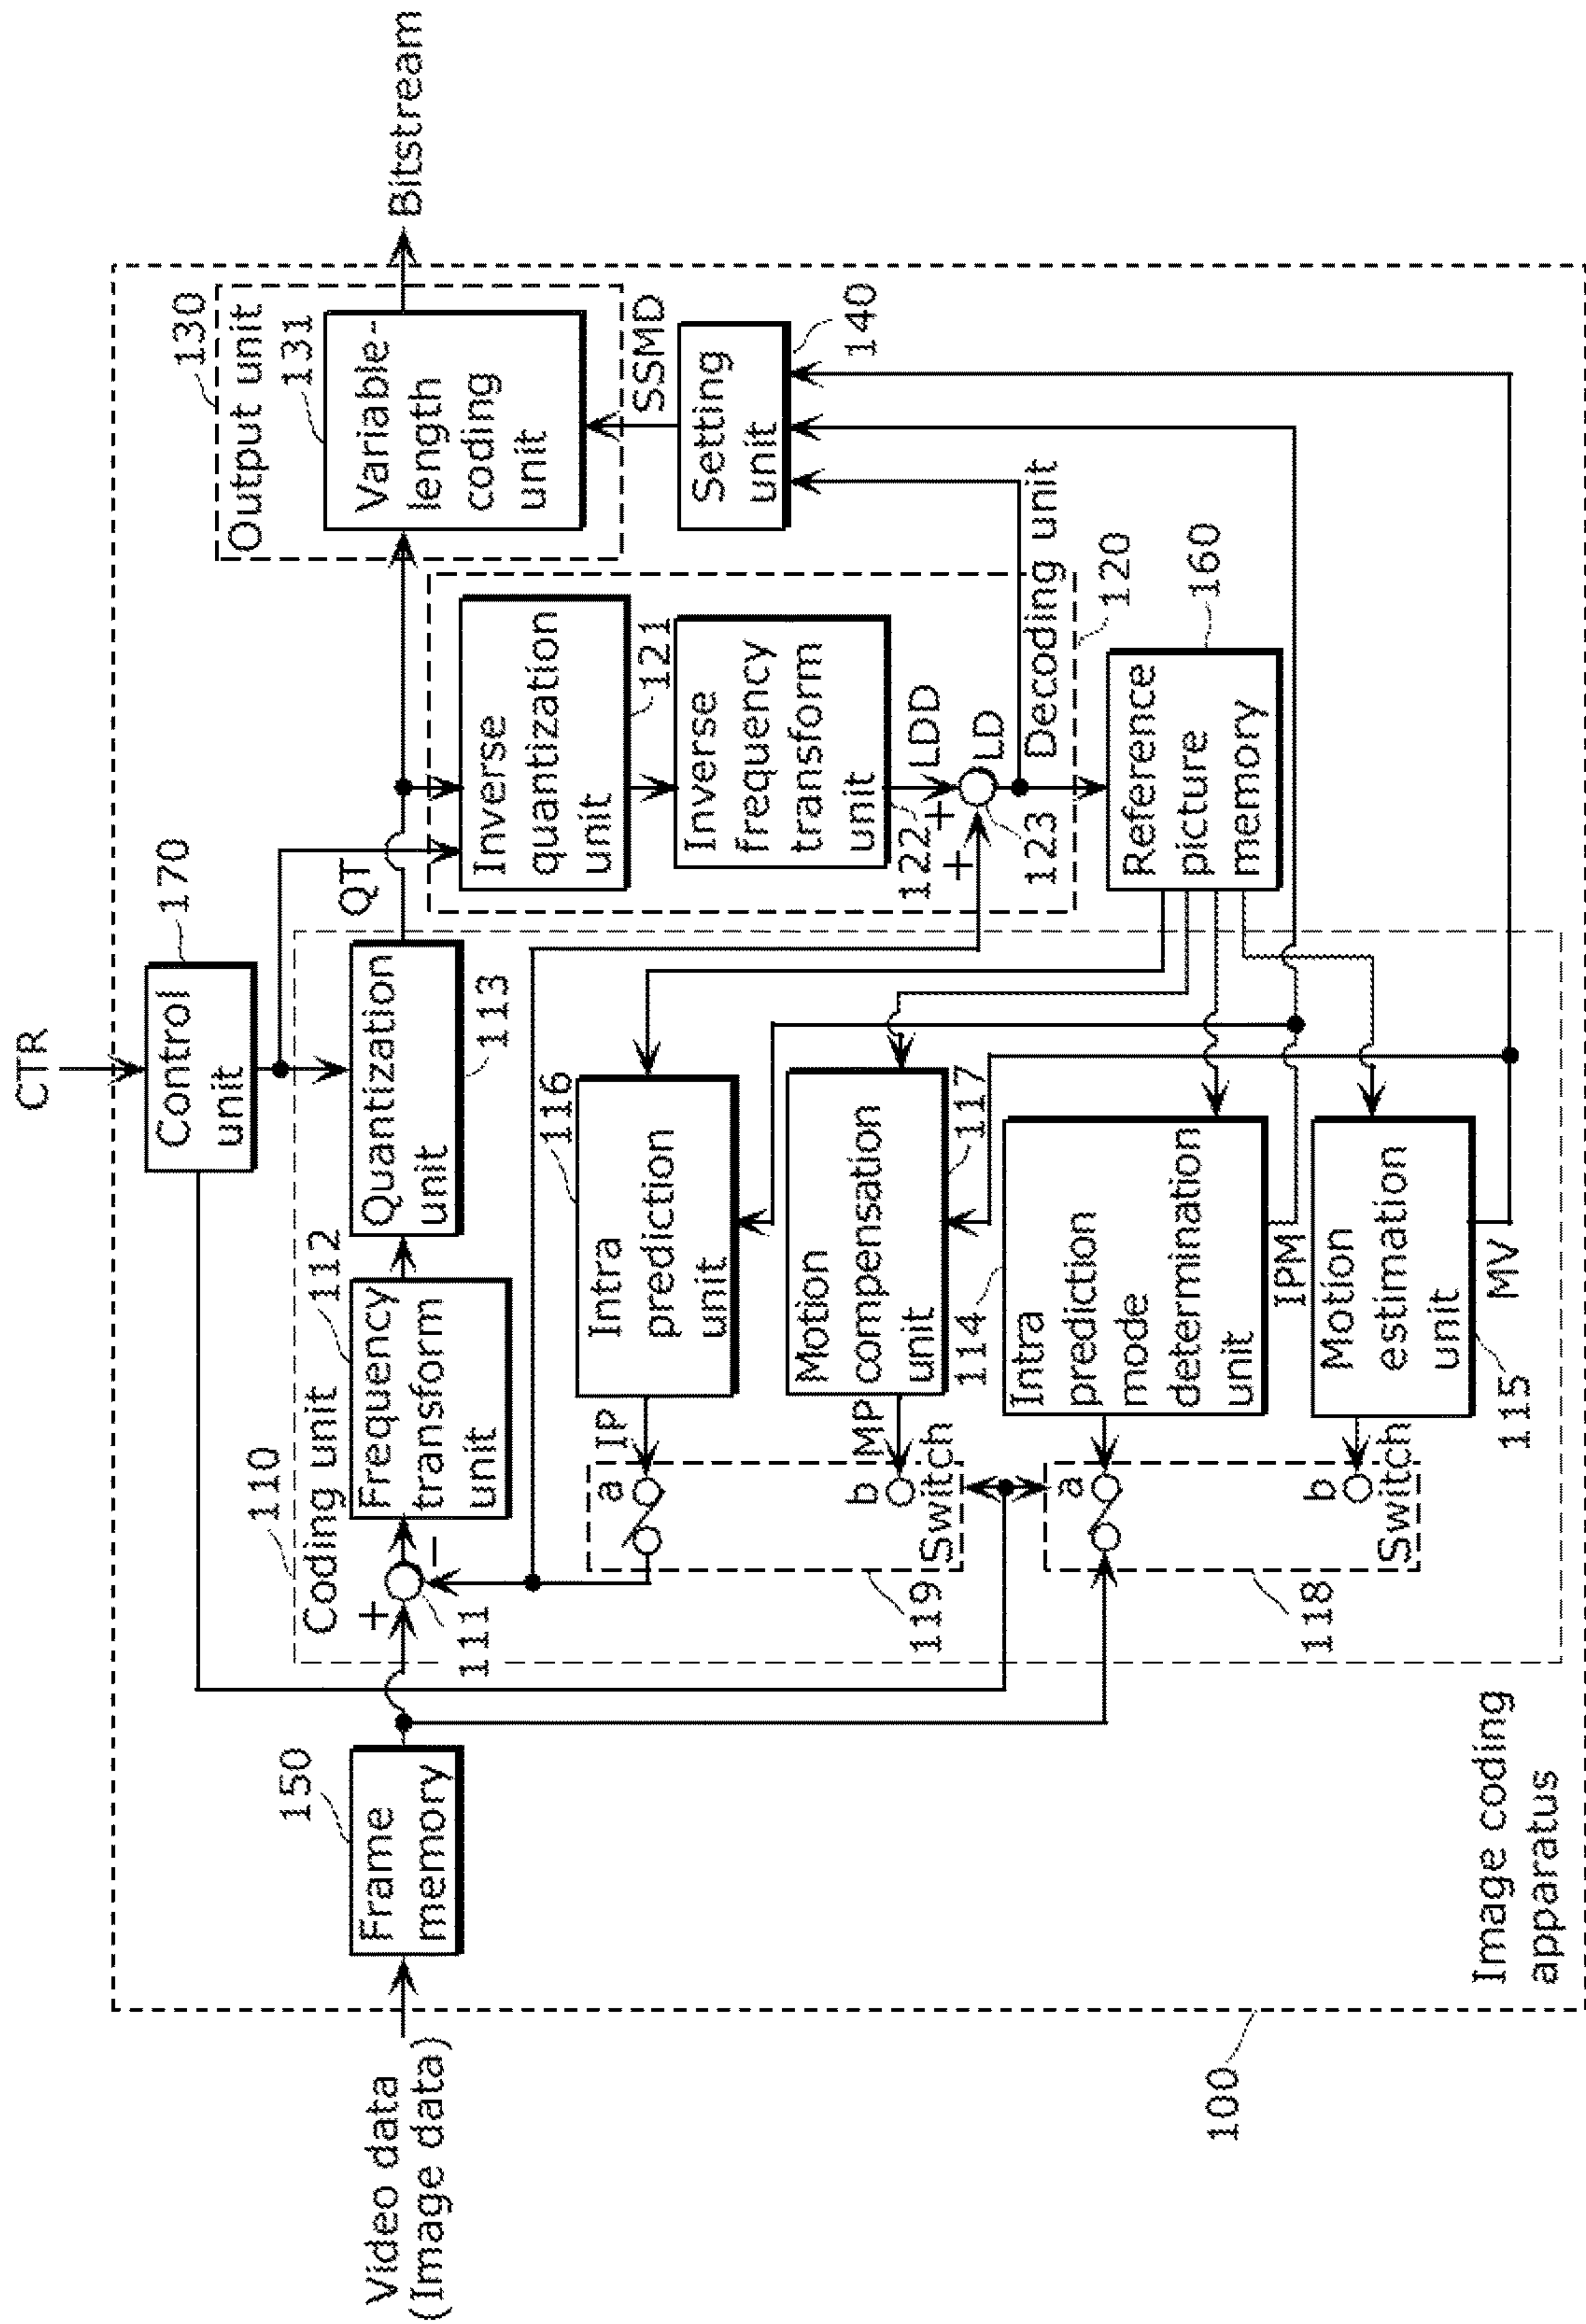 CTR
170
Control
unit
130
Output unit
131
Variable-
length
coding
unit
Bitstream
150
Frame
memory
Video data
(Image data)
110
Coding unit
+
−
111
112
Frequency
transform
unit
Quantization
unit
113
QT
Inverse
quantization
unit
121
Inverse
frequency
transform
unit
122
LDD
+
+
LD
123
Decoding unit
120
SSMD
Setting
unit
140
116
Intra
prediction
unit
IP
a
b
MP
Switch
119
Motion
compensation
unit
117
Reference
picture
memory
160
114
Intra
prediction
mode
determination
unit
IPM
a
b
Switch
118
Motion
estimation
unit
115
MV
Image coding
apparatus
100